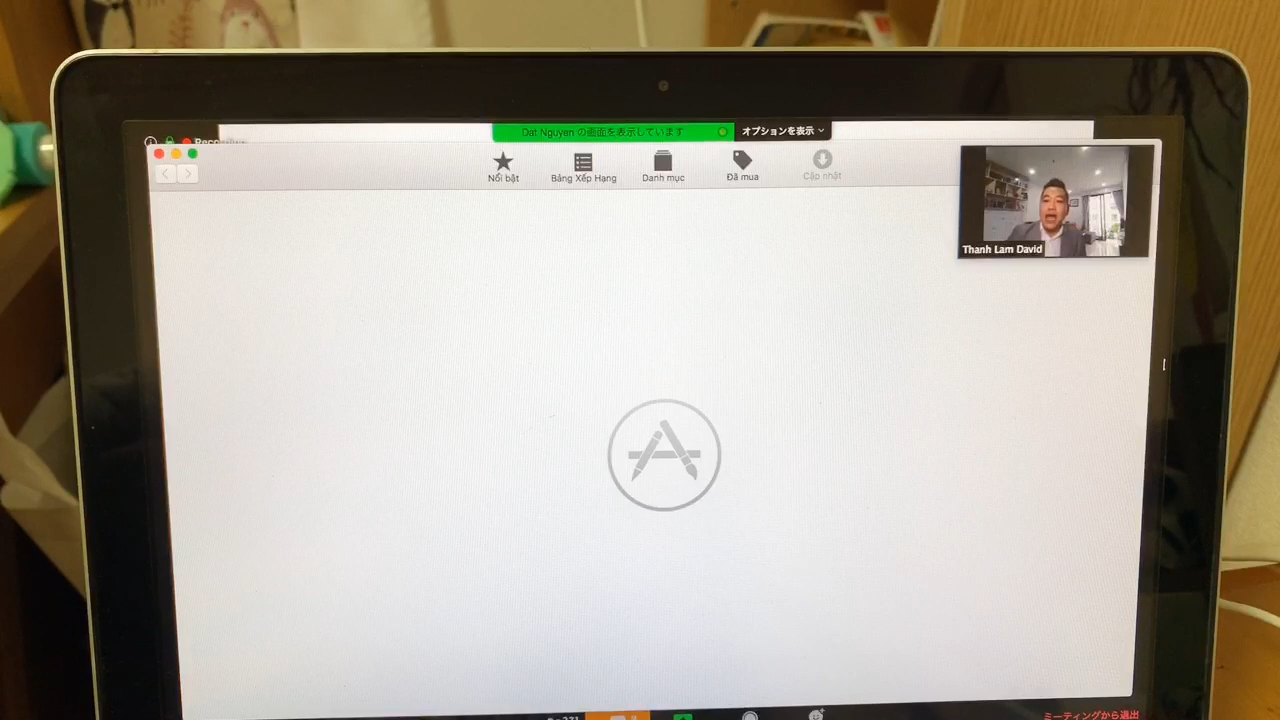 Dat Nguyen の画面を表示しています
オプションを表示
Nổi bật
Bảng Xếp Hạng
Danh mục
Đã mua
Cập nhật
Thanh Lam David
ミーティングから退出